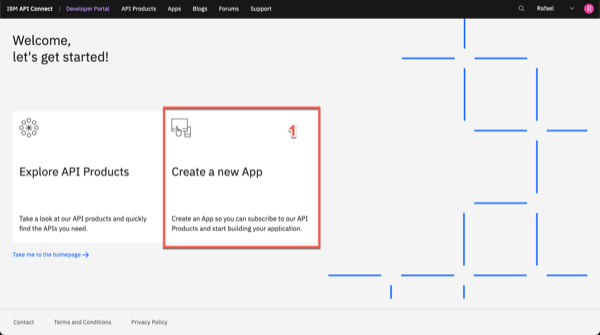 IBM API Connect | Developer Portal API Products Apps Blogs Forums Support Rafael R
Welcome,
let's get started!
1
Explore API Products
Create a new App
Take a look at our API products and quickly
find the APIs you need.
Create an App so you can subscribe to our API
Products and start building your application.
Take me to the homepage
Contact Terms and Conditions Privacy Policy